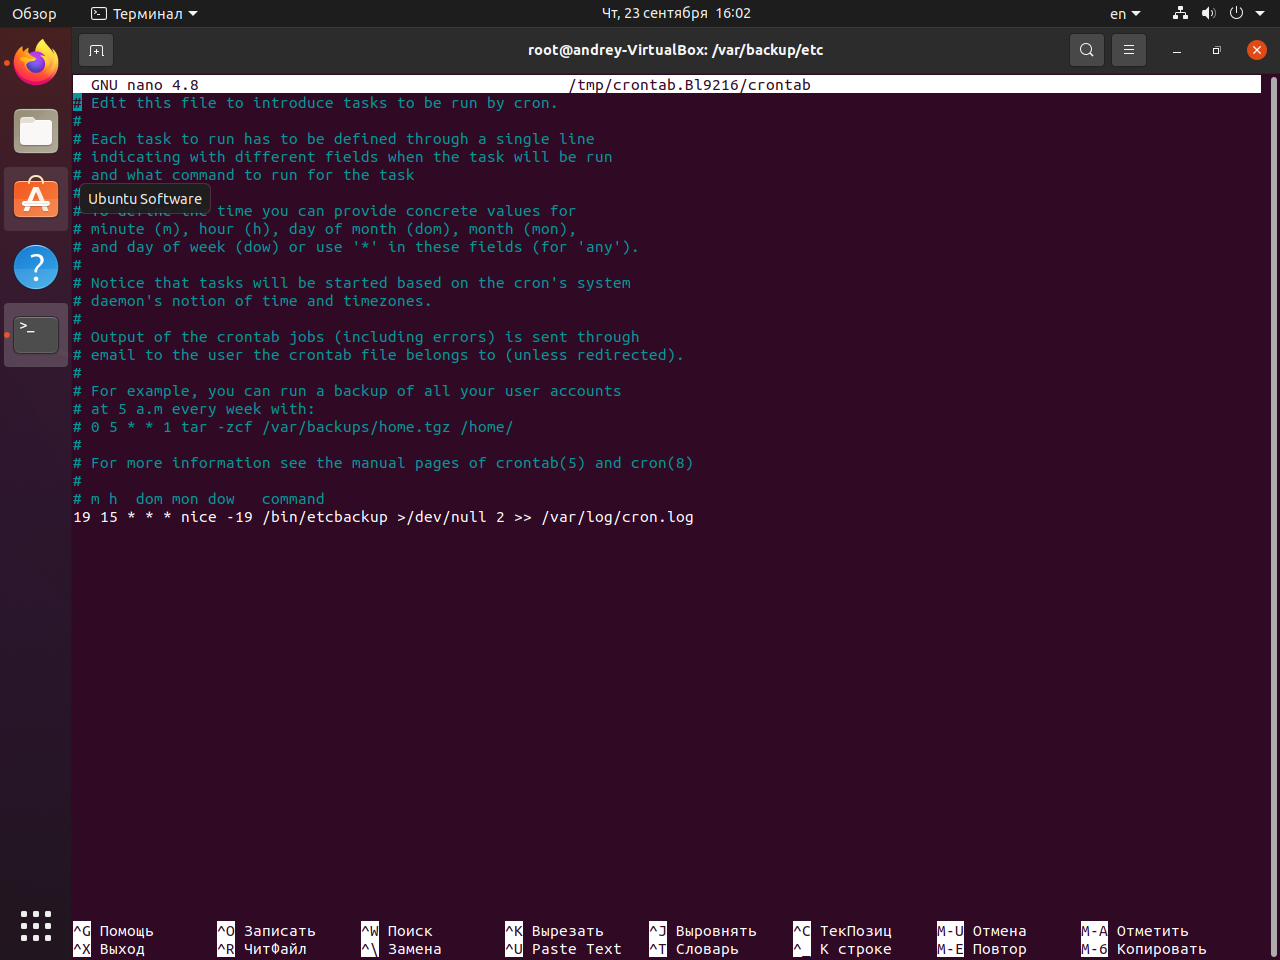 Обзор Терминал Чт, 23 сентября 16:02 en
root@andrey-VirtualBox: /var/backup/etc
GNU nano 4.8 /tmp/crontab.Bl9216/crontab
# Edit this file to introduce tasks to be run by cron.
#
# Each task to run has to be defined through a single line
# indicating with different fields when the task will be run
# and what command to run for the task
#
Ubuntu Software
# To define the time you can provide concrete values for
# minute (m), hour (h), day of month (dom), month (mon),
# and day of week (dow) or use '*' in these fields (for 'any').
#
# Notice that tasks will be started based on the cron's system
# daemon's notion of time and timezones.
#
# Output of the crontab jobs (including errors) is sent through
# email to the user the crontab file belongs to (unless redirected).
#
# For example, you can run a backup of all your user accounts
# at 5 a.m every week with:
# 0 5 * * 1 tar -zcf /var/backups/home.tgz /home/
#
# For more information see the manual pages of crontab(5) and cron(8)
#
# m h  dom mon dow   command
19 15 * * * nice -19 /bin/etcbackup >/dev/null 2 >> /var/log/cron.log
^G Помощь ^O Записать ^W Поиск ^K Вырезать ^J Выровнять ^C ТекПозиц M-U Отмена M-A Отметить
^X Выход ^R ЧитФайл ^\ Замена ^U Paste Text ^T Словарь ^_ К строке M-E Повтор M-6 Копировать